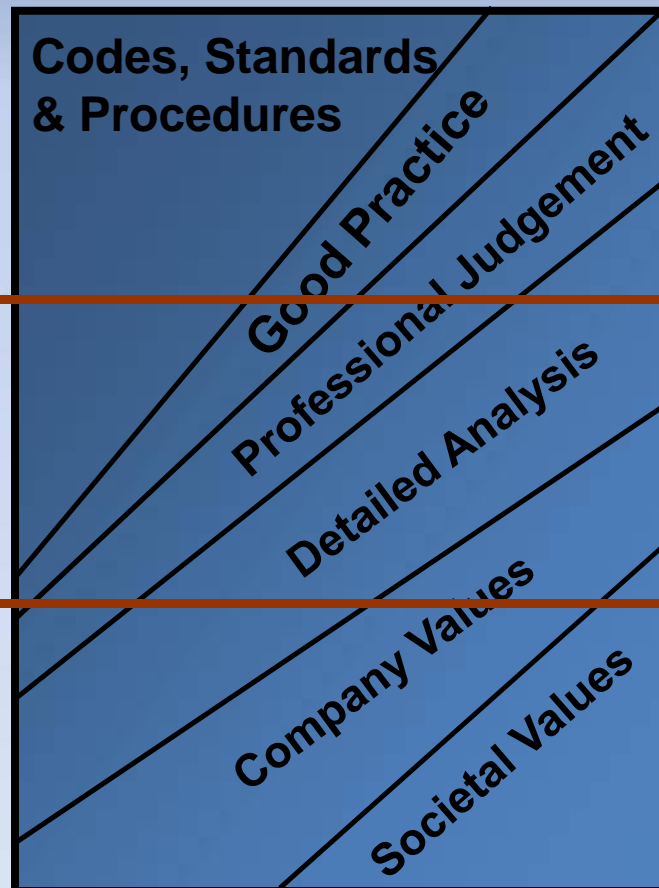 Codes, Standards
& Procedures
Good Practice
Professional Judgement
Detailed Analysis
Company Values
Societal Values